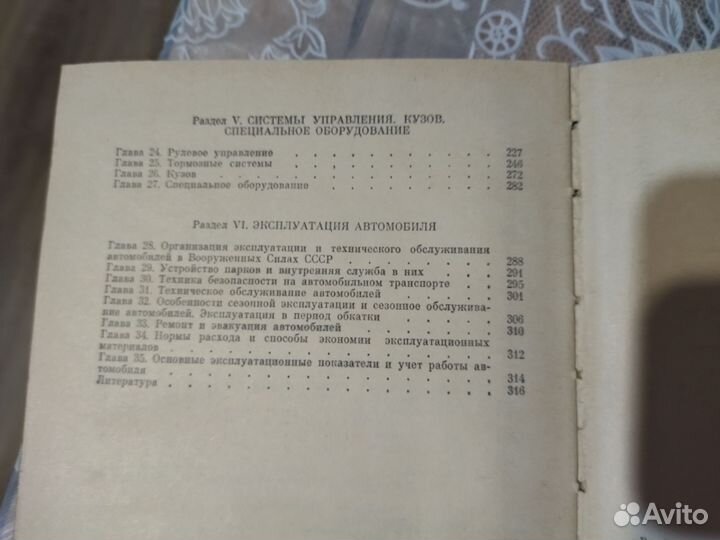 Раздел V. СИСТЕМЫ УПРАВЛЕНИЯ. КУЗОВ.
СПЕЦИАЛЬНОЕ ОБОРУДОВАНИЕ
Глава 24. Рулевое управление . . . . . . . . . . 227
Глава 25. Тормозные системы . . . . . . . . . . 246
Глава 26. Кузов . . . . . . . . . . . . . . 272
Глава 27. Специальное оборудование . . . . . . . . 282
Раздел VI. ЭКСПЛУАТАЦИЯ АВТОМОБИЛЯ
Глава 28. Организация эксплуатации и технического обслуживания
автомобилей в Вооруженных Силах СССР . . . . . . . 288
Глава 29. Устройство парков и внутренняя служба в них . . . 291
Глава 30. Техника безопасности на автомобильном транспорте . . 295
Глава 31. Техническое обслуживание автомобилей . . . . . 301
Глава 32. Особенности сезонной эксплуатации и сезонное обслужива-
ние автомобилей. Эксплуатация в период обкатки . . . . . 306
Глава 33. Ремонт и эвакуация автомобилей . . . . . . 310
Глава 34. Нормы расхода и способы экономии эксплуатационных
материалов . . . . . . . . . . . . . . . 312
Глава 35. Основные эксплуатационные показатели и учет работы ав-
томобиля . . . . . . . . . . . . . . . 314
Литература . . . . . . . . . . . . . . . 316
Avito